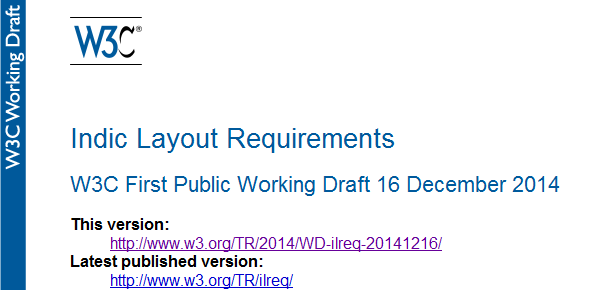 W3C Working Draft
W3C®
Indic Layout Requirements
W3C First Public Working Draft 16 December 2014
This version:
http://www.w3.org/TR/2014/WD-ilreq-20141216/
Latest published version:
http://www.w3.org/TR/ilreq/